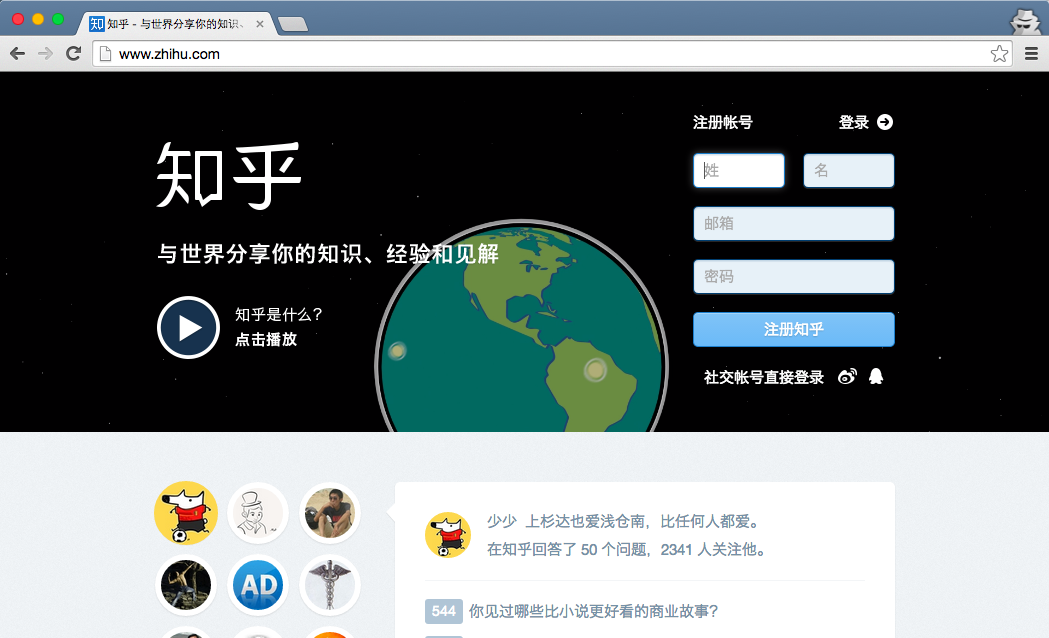 知乎 - 与世界分享你的知识、
www.zhihu.com
知乎
与世界分享你的知识、经验和见解
知乎是什么?
点击播放
注册帐号
登录
姓
名
邮箱
密码
注册知乎
社交帐号直接登录
AD
少少 上杉达也爱浅仓南，比任何人都爱。
在知乎回答了 50 个问题，2341 人关注他。
544 你见过哪些比小说更好看的商业故事?